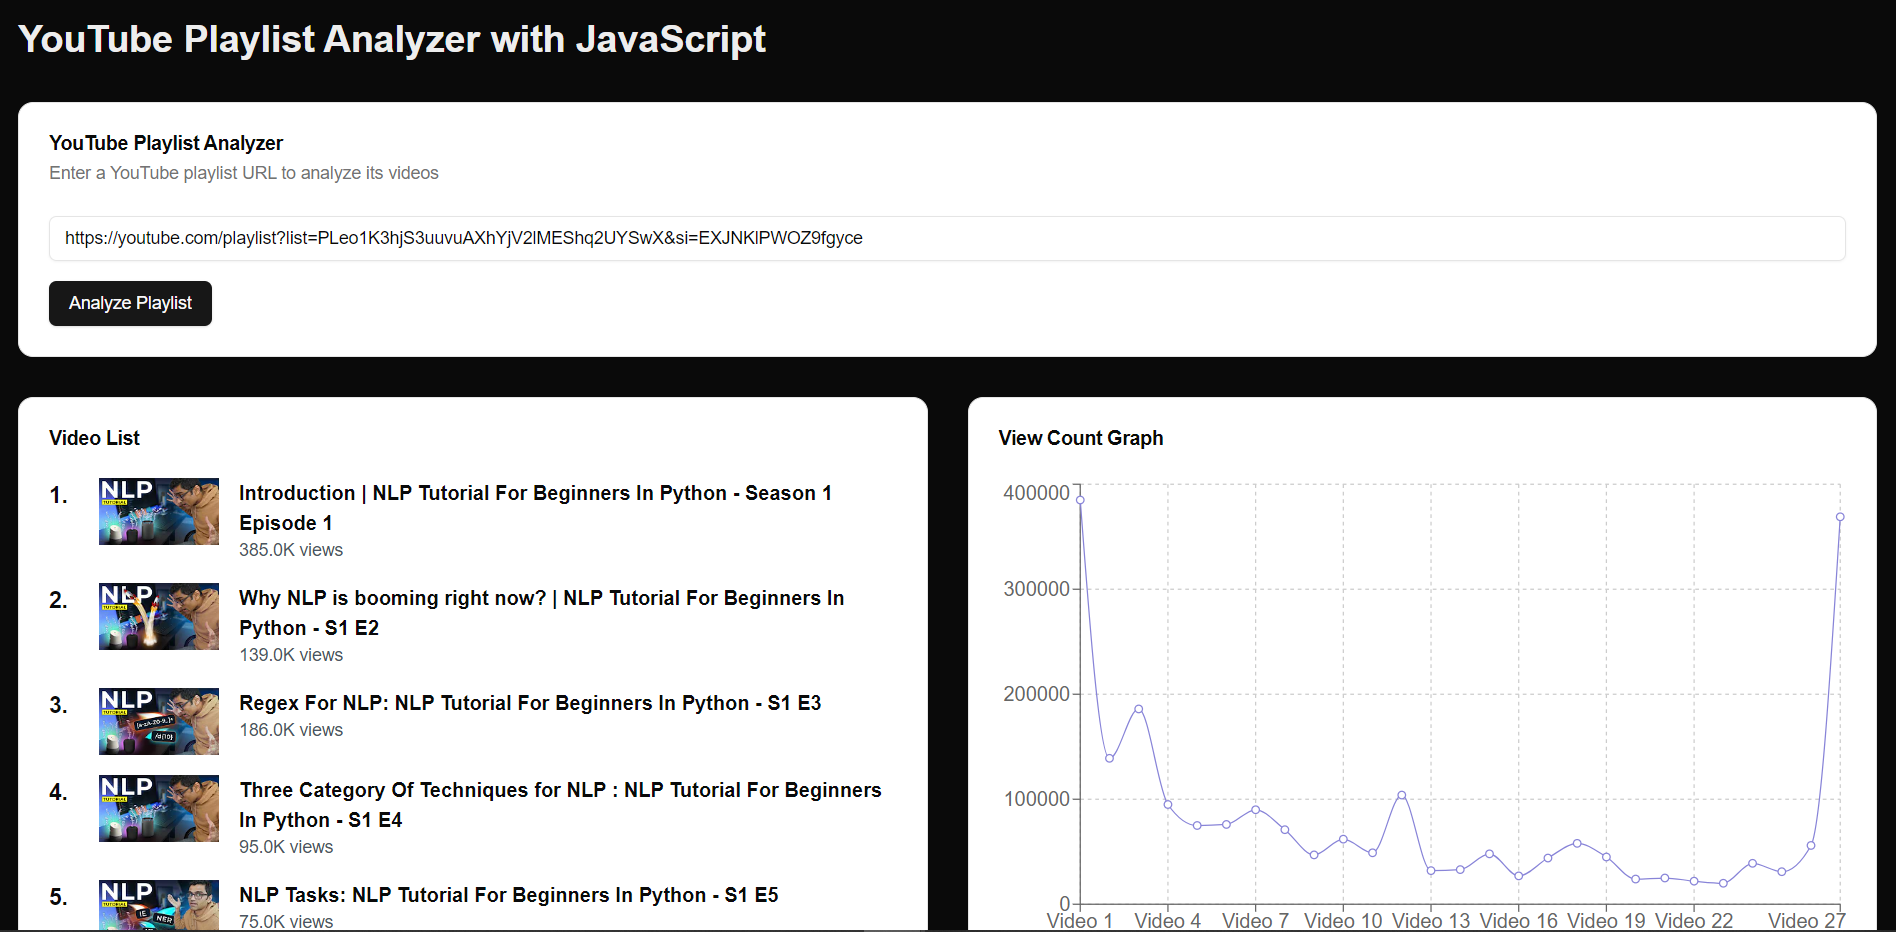 YouTube Playlist Analyzer with JavaScript
YouTube Playlist Analyzer
Enter a YouTube playlist URL to analyze its videos
https://youtube.com/playlist?list=PLeo1K3hjS3uuvuAXhYjV2lMEShq2UYSwX&si=EXJNKlPWOZ9fgyce
Analyze Playlist
Video List
1.
NLP
TUTORIAL
Introduction | NLP Tutorial For Beginners In Python - Season 1
Episode 1
385.0K views
2.
NLP
TUTORIAL
Why NLP is booming right now? | NLP Tutorial For Beginners In
Python - S1 E2
139.0K views
3.
NLP
TUTORIAL
Regex For NLP: NLP Tutorial For Beginners In Python - S1 E3
186.0K views
4.
NLP
TUTORIAL
Three Category Of Techniques for NLP : NLP Tutorial For Beginners
In Python - S1 E4
95.0K views
5.
NLP
TUTORIAL
IE
NER
NLP Tasks: NLP Tutorial For Beginners In Python - S1 E5
75.0K views
View Count Graph
400000
300000
200000
100000
0
Video 1 Video 4 Video 7 Video 10 Video 13 Video 16 Video 19 Video 22 Video 27